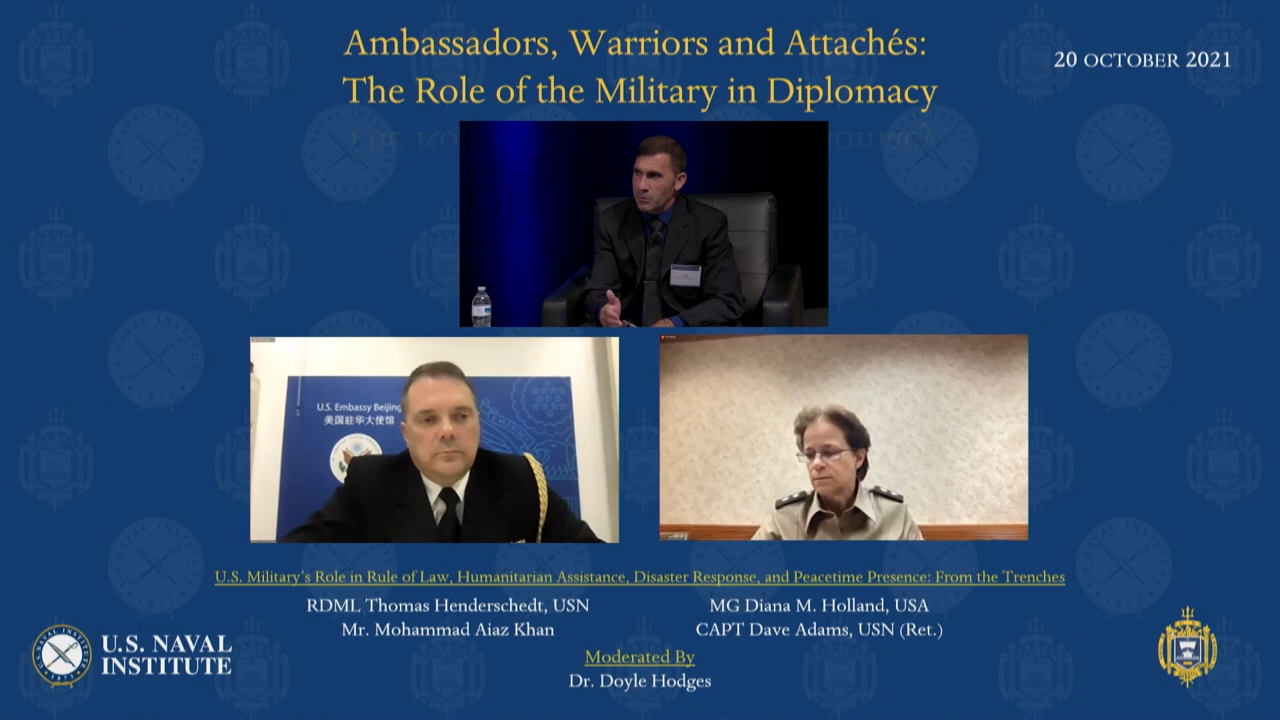 Ambassadors, Warriors and Attachés:
The Role of the Military in Diplomacy
20 OCTOBER 2021
U.S. Embassy Beijing
美国驻华大使馆
U.S. Military's Role in Rule of Law, Humanitarian Assistance, Disaster Response, and Peacetime Presence: From the Trenches
RDML Thomas Henderschedt, USN
MG Diana M. Holland, USA
Mr. Mohammad Aiaz Khan
CAPT Dave Adams, USN (Ret.)
U.S. NAVAL
INSTITUTE
Moderated By
Dr. Doyle Hodges